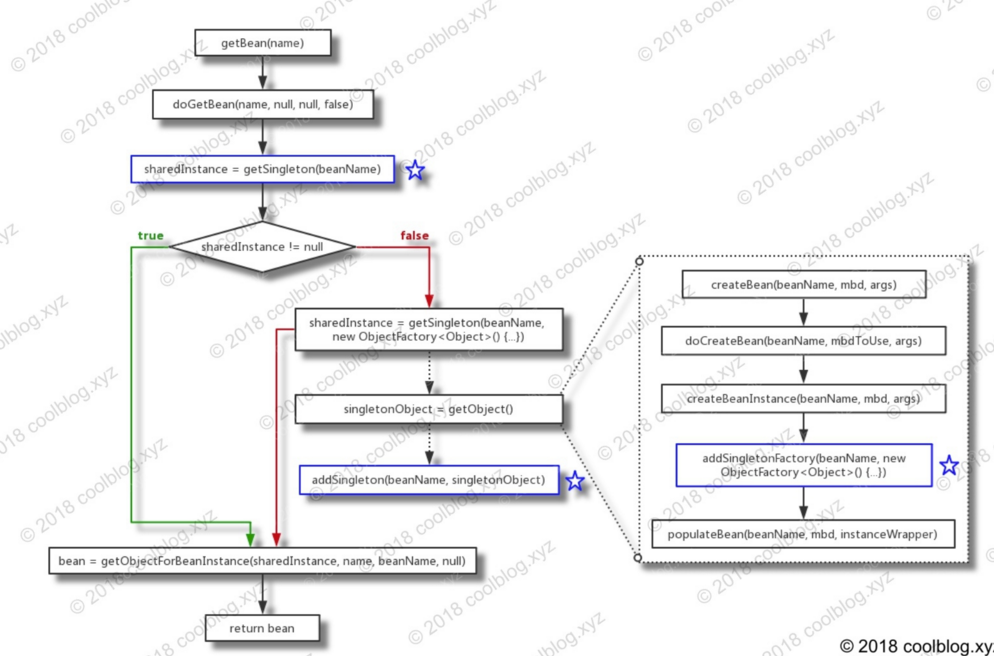 getBean(name)
doGetBean(name, null, null, false)
sharedInstance = getSingleton(beanName)
true
sharedInstance != null
false
sharedInstance = getSingleton(beanName,
new ObjectFactory<Object>() {...})
singletonObject = getObject()
addSingleton(beanName, singletonObject)
bean = getObjectForBeanInstance(sharedInstance, name, beanName, null)
return bean
createBean(beanName, mbd, args)
doCreateBean(beanName, mbdToUse, args)
createBeanInstance(beanName, mbd, args)
addSingletonFactory(beanName, new
ObjectFactory<Object>() {...})
populateBean(beanName, mbd, instanceWrapper)
© 2018 coolblog.xyz
© 2018 coolblog.xy